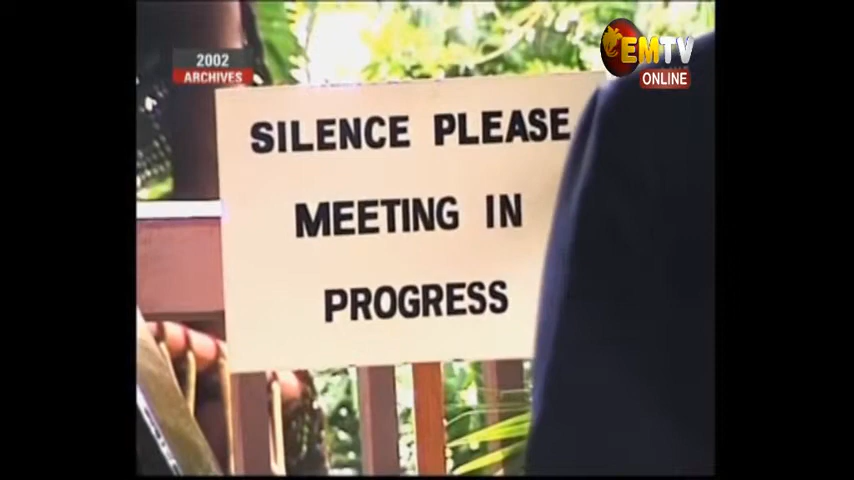 2002
ARCHIVES
EMTV
ONLINE
SILENCE PLEASE
MEETING IN
PROGRESS